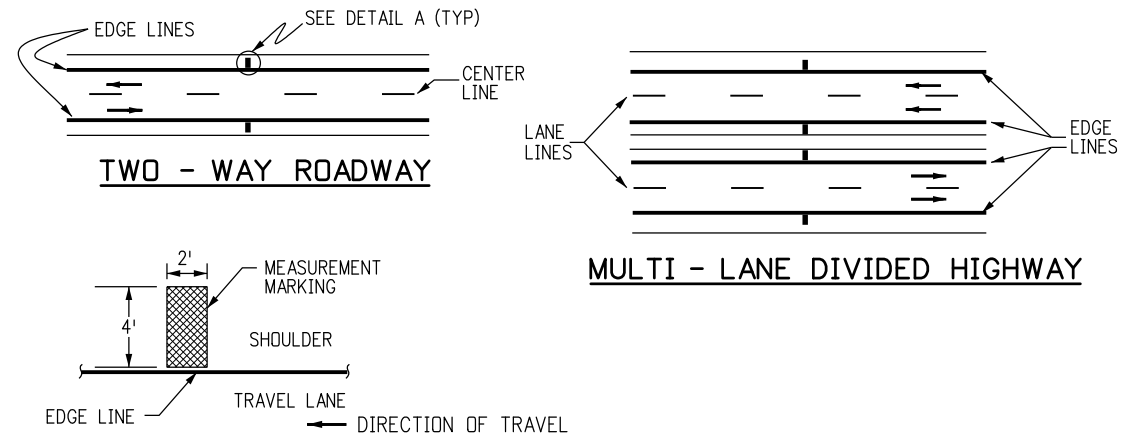 EDGE LINES
SEE DETAIL A (TYP)
CENTER
LINE
TWO - WAY ROADWAY
LANE
LINES
EDGE
LINES
MULTI - LANE DIVIDED HIGHWAY
2'
MEASUREMENT
MARKING
4'
SHOULDER
EDGE LINE
TRAVEL LANE
DIRECTION OF TRAVEL